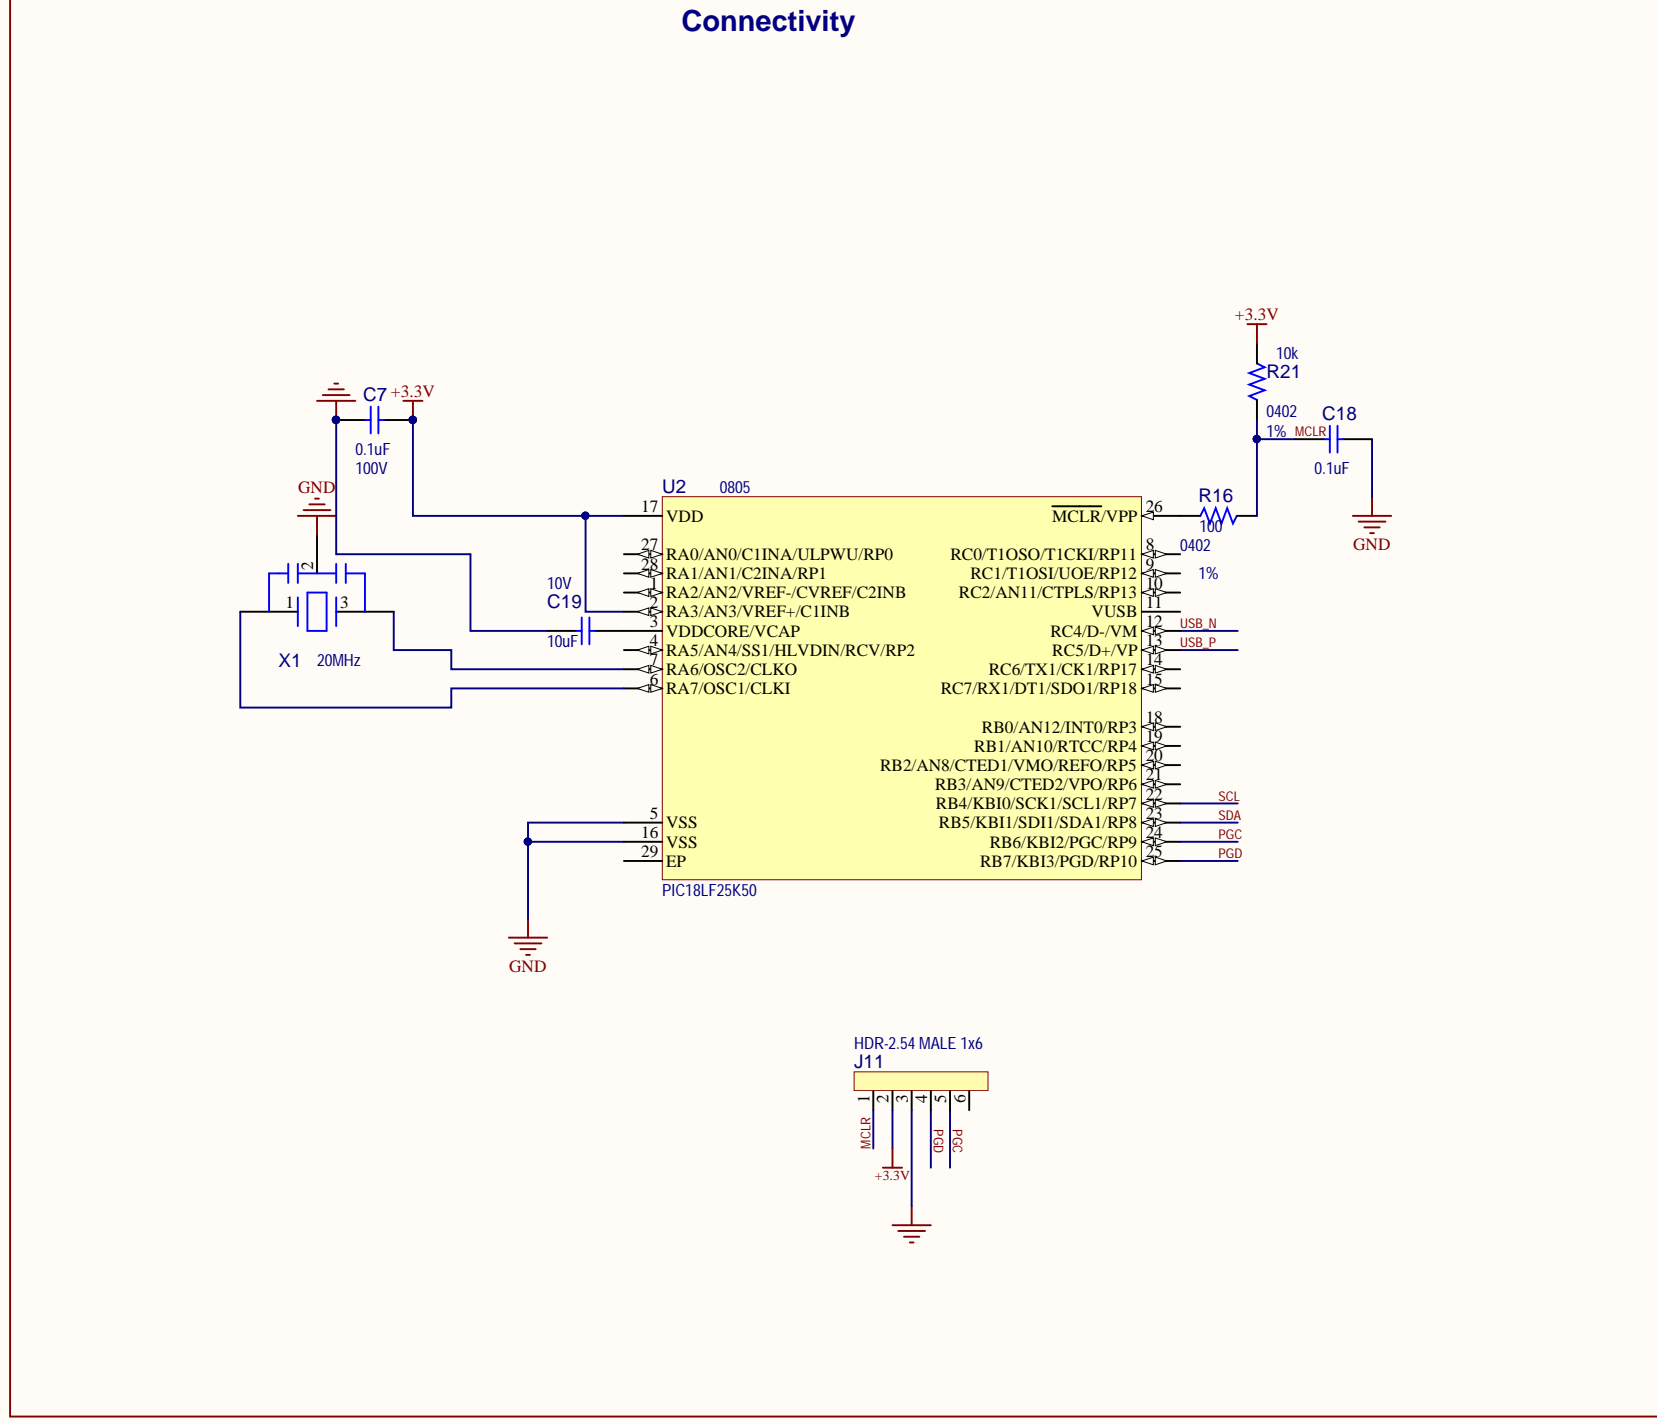 Connectivity
+3.3V
10k
R21
0402
1%
MCLR
C18
0.1uF
GND
C7
+3.3V
0.1uF
100V
GND
2
1
3
X1
20MHz
10V
C19
10uF
U2
0805
17
VDD
27
RA0/AN0/C1INA/ULPWU/RP0
28
RA1/AN1/C2INA/RP1
1
RA2/AN2/VREF-/CVREF/C2INB
2
RA3/AN3/VREF+/C1INB
3
VDDCORE/VCAP
4
RA5/AN4/SS1/HLVDIN/RCV/RP2
7
RA6/OSC2/CLKO
6
RA7/OSC1/CLKI
5
VSS
16
VSS
29
EP
MCLR/VPP
26
R16
100
0402
1%
RC0/T1OSO/T1CKI/RP11
8
RC1/T1OSI/UOE/RP12
9
RC2/AN11/CTPLS/RP13
10
VUSB
11
RC4/D-/VM
12
USB_N
RC5/D+/VP
13
USB_P
RC6/TX1/CK1/RP17
14
RC7/RX1/DT1/SDO1/RP18
15
RB0/AN12/INT0/RP3
18
RB1/AN10/RTCC/RP4
19
RB2/AN8/CTED1/VMO/REFO/RP5
20
RB3/AN9/CTED2/VPO/RP6
21
RB4/KBI0/SCK1/SCL1/RP7
22
SCL
RB5/KBI1/SDI1/SDA1/RP8
23
SDA
RB6/KBI2/PGC/RP9
24
PGC
RB7/KBI3/PGD/RP10
25
PGD
PIC18LF25K50
GND
HDR-2.54 MALE 1x6
J11
1
2
3
4
5
6
MCLR
+3.3V
PGD
PGC